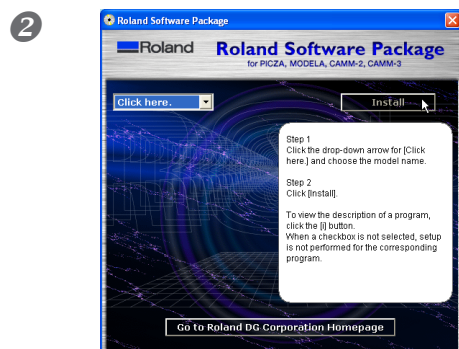 2
Roland Software Package
Roland
Roland Software Package
for PICZA, MODELA, CAMM-2, CAMM-3
Click here.
Install
Step 1
Click the drop-down arrow for [Click
here.] and choose the model name.
Step 2
Click [Install].
To view the description of a program,
click the [i] button.
When a checkbox is not selected, setup
is not performed for the corresponding
program.
Go to Roland DG Corporation Homepage